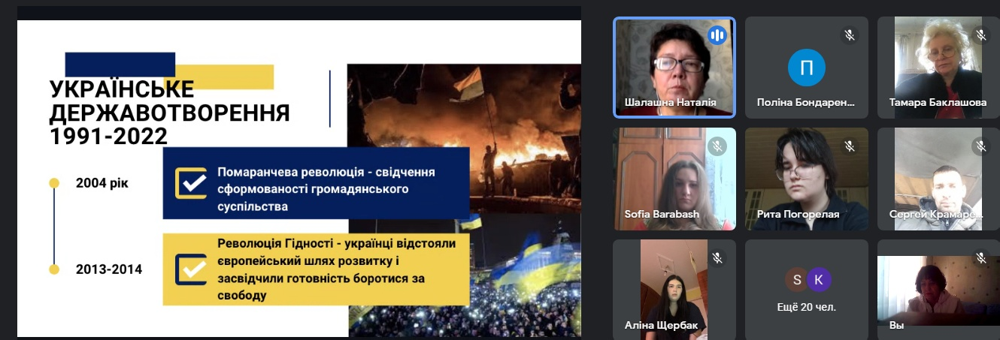 УКРАЇНСЬКЕ
ДЕРЖАВОТВОРЕННЯ
1991-2022
2004 рік
Помаранчева революція - свідчення
сформованості громадянського
суспільства
2013-2014
Революція Гідності - українці відстояли
європейський шлях розвитку і
засвідчили готовність боротися за
свободу
Шалашна Наталія
П
Поліна Бондарен...
Тамара Баклашова
Sofia Barabash
Рита Погорелая
Сергей Крамаре...
Аліна Щербак
S K
Ещё 20 чел.
Вы